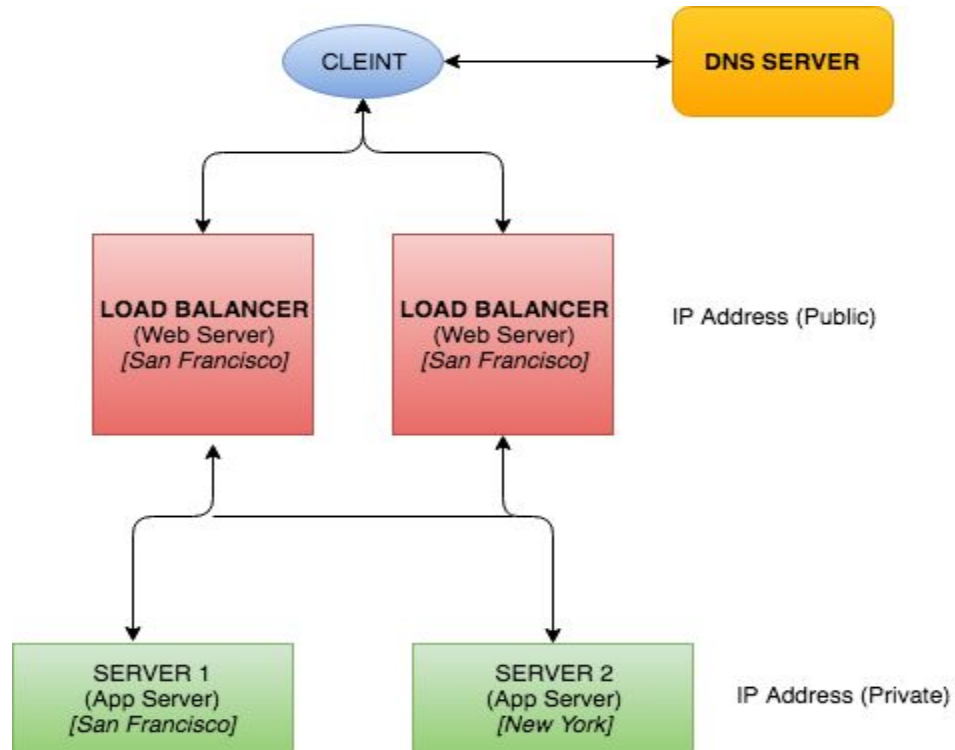 CLEINT
DNS SERVER
LOAD BALANCER
(Web Server)
[San Francisco]
LOAD BALANCER
(Web Server)
[San Francisco]
IP Address (Public)
SERVER 1
(App Server)
[San Francisco]
SERVER 2
(App Server)
[New York]
IP Address (Private)